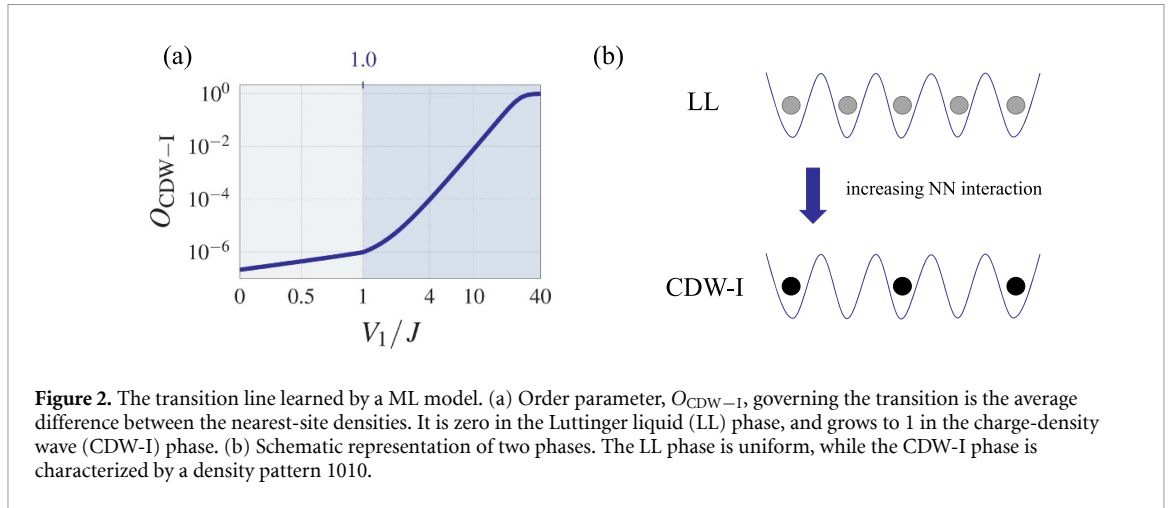 (a)
1.0
10⁰
10⁻²
10⁻⁴
10⁻⁶
O_CDW−I
0 0.5 1 4 10 40
V₁/J
(b)
LL
increasing NN interaction
CDW-I
Figure 2. The transition line learned by a ML model. (a) Order parameter, O_CDW−I, governing the transition is the average
difference between the nearest-site densities. It is zero in the Luttinger liquid (LL) phase, and grows to 1 in the charge-density
wave (CDW-I) phase. (b) Schematic representation of two phases. The LL phase is uniform, while the CDW-I phase is
characterized by a density pattern 1010.